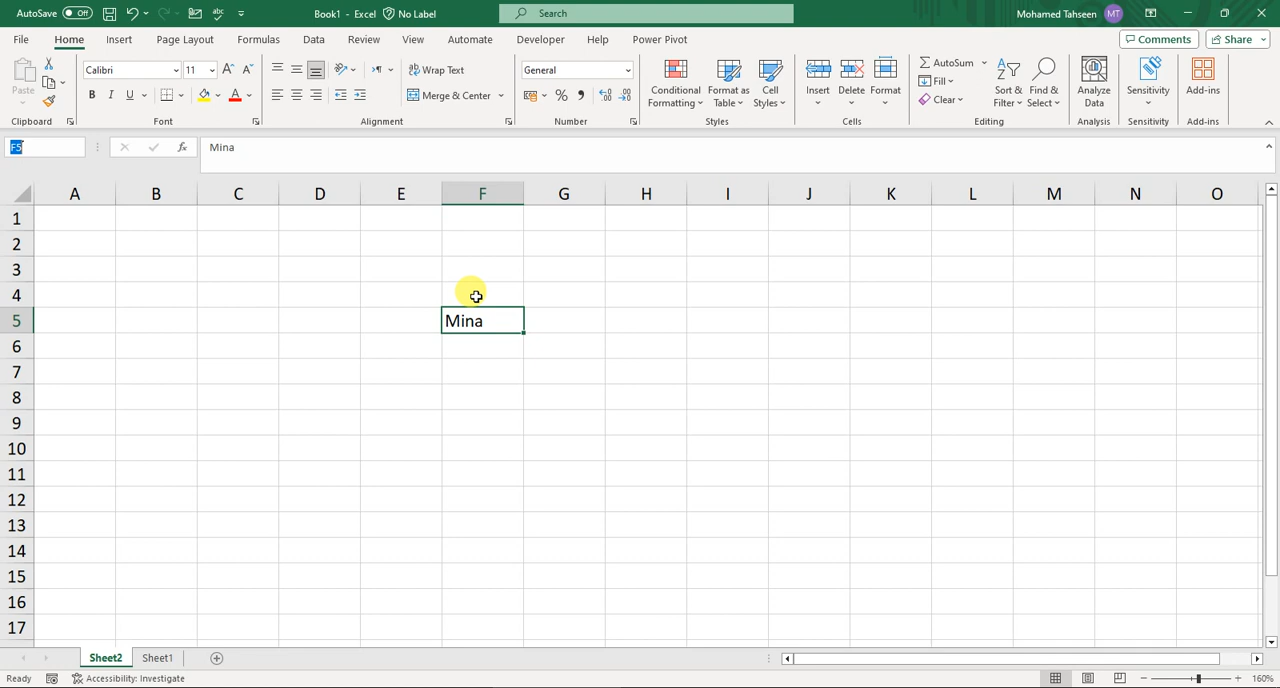 AutoSave Off Book1 - Excel No Label Search Mohamed Tahseen MT
File Home Insert Page Layout Formulas Data Review View Automate Developer Help Power Pivot Comments Share
Paste Calibri 11 A A Wrap Text General Conditional Formatting Format as Table Cell Styles Insert Delete Format AutoSum Sort & Filter Find & Select Analyze Data Sensitivity Add-ins
B I U A Merge & Center % , Fill
Clear
Clipboard Font Alignment Number Styles Cells Editing Analysis Sensitivity Add-ins
F5 fx Mina
A B C D E F G H I J K L M N O
1
2
3
4
5 Mina
6
7
8
9
10
11
12
13
14
15
16
17
Sheet2 Sheet1
Ready Accessibility: Investigate 160%